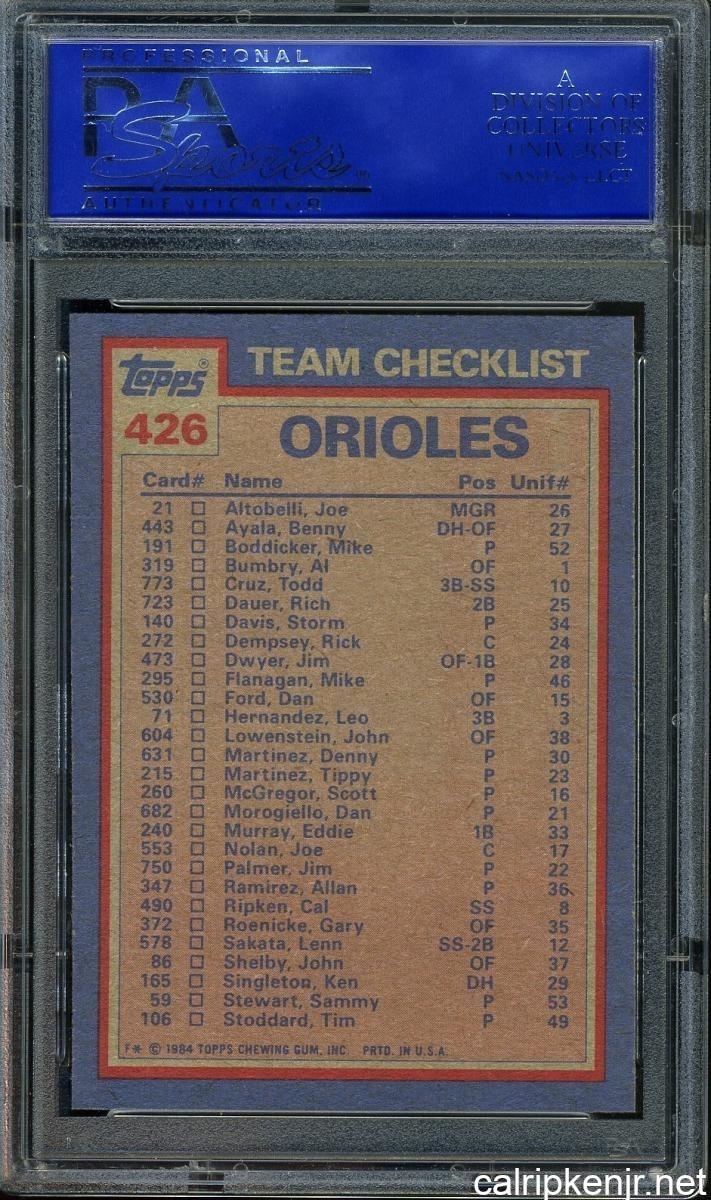 PROFESSIONAL
PSA
Sports ®
AUTHENTICATOR
A
DIVISION OF
COLLECTORS
UNIVERSE
topps®
TEAM CHECKLIST
426
ORIOLES
Card# Name Pos Unif#
21 □ Altobelli, Joe MGR 26
443 □ Ayala, Benny DH-OF 27
191 □ Boddicker, Mike P 52
319 □ Bumbry, Al OF 1
773 □ Cruz, Todd 3B-SS 10
723 □ Dauer, Rich 2B 25
140 □ Davis, Storm P 34
272 □ Dempsey, Rick C 24
473 □ Dwyer, Jim OF-1B 28
295 □ Flanagan, Mike P 46
530 □ Ford, Dan OF 15
71 □ Hernandez, Leo 3B 3
604 □ Lowenstein, John OF 38
631 □ Martinez, Denny P 30
215 □ Martinez, Tippy P 23
260 □ McGregor, Scott P 16
682 □ Morogiello, Dan P 21
240 □ Murray, Eddie 1B 33
553 □ Nolan, Joe C 17
750 □ Palmer, Jim P 22
347 □ Ramirez, Allan P 36
490 □ Ripken, Cal SS 8
372 □ Roenicke, Gary OF 35
578 □ Sakata, Lenn SS-2B 12
86 □ Shelby, John OF 37
165 □ Singleton, Ken DH 29
59 □ Stewart, Sammy P 53
106 □ Stoddard, Tim P 49
F* © 1984 TOPPS CHEWING GUM, INC. PRTD. IN U.S.A.
calripkenjr.net